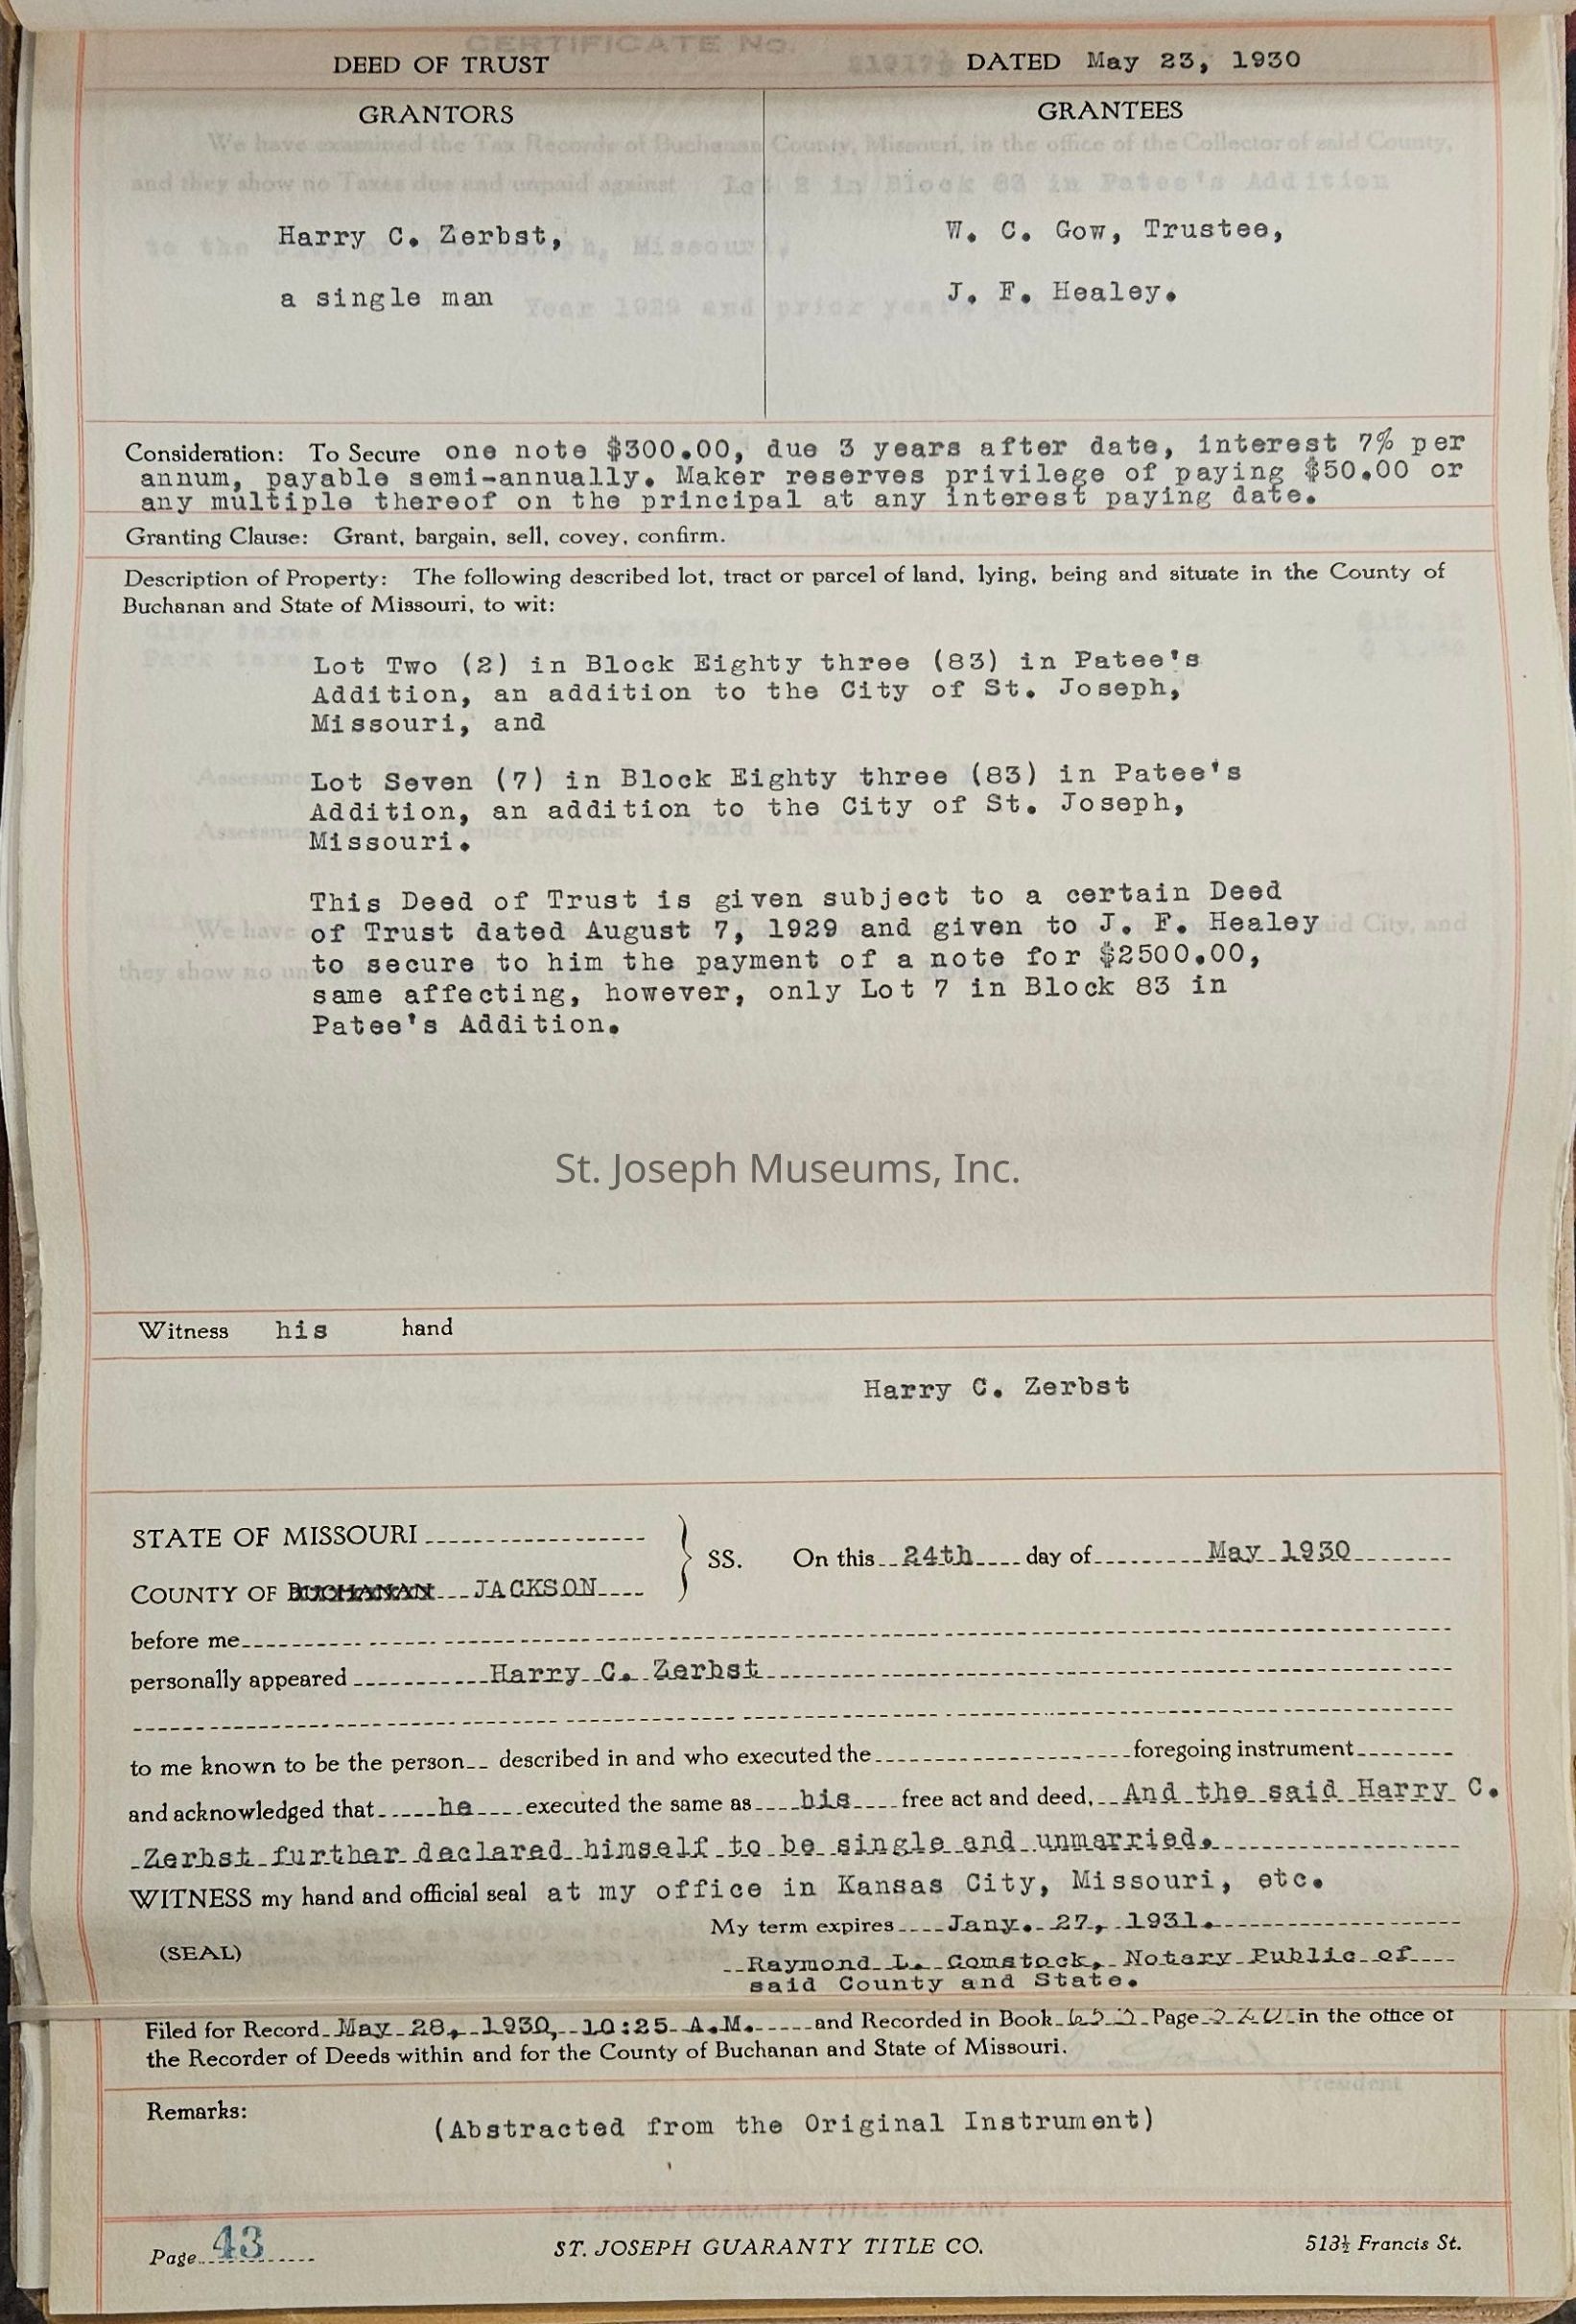 DEED OF TRUST DATED May 23, 1930
GRANTORS GRANTEES
Harry C. Zerbst, W. C. Gow, Trustee,
a single man J. F. Healey.
Consideration: To Secure one note $300.00, due 3 years after date, interest 7% per
annum, payable semi-annually. Maker reserves privilege of paying $50.00 or
any multiple thereof on the principal at any interest paying date.
Granting Clause: Grant, bargain, sell, covey, confirm.
Description of Property: The following described lot, tract or parcel of land, lying, being and situate in the County of
Buchanan and State of Missouri, to wit:
Lot Two (2) in Block Eighty three (83) in Patee's
Addition, an addition to the City of St. Joseph,
Missouri, and
Lot Seven (7) in Block Eighty three (83) in Patee's
Addition, an addition to the City of St. Joseph,
Missouri.
This Deed of Trust is given subject to a certain Deed
of Trust dated August 7, 1929 and given to J. F. Healey
to secure to him the payment of a note for $2500.00,
same affecting, however, only Lot 7 in Block 83 in
Patee's Addition.
St. Joseph Museums, Inc.
Witness his hand
Harry C. Zerbst
STATE OF MISSOURI
COUNTY OF BUCHANAN JACKSON SS. On this 24th day of May 1930
before me
personally appeared Harry C. Zerbst
to me known to be the person described in and who executed the foregoing instrument
and acknowledged that he executed the same as his free act and deed, And the said Harry C.
Zerbst further declared himself to be single and unmarried.
WITNESS my hand and official seal at my office in Kansas City, Missouri, etc.
My term expires Jany. 27, 1931.
(SEAL)
Raymond L. Comstock, Notary Public of
said County and State.
Filed for Record May 28, 1930, 10:25 A.M. and Recorded in Book Page in the office of
the Recorder of Deeds within and for the County of Buchanan and State of Missouri.
Remarks:
(Abstracted from the Original Instrument)
Page 43 ST. JOSEPH GUARANTY TITLE CO. 513½ Francis St.